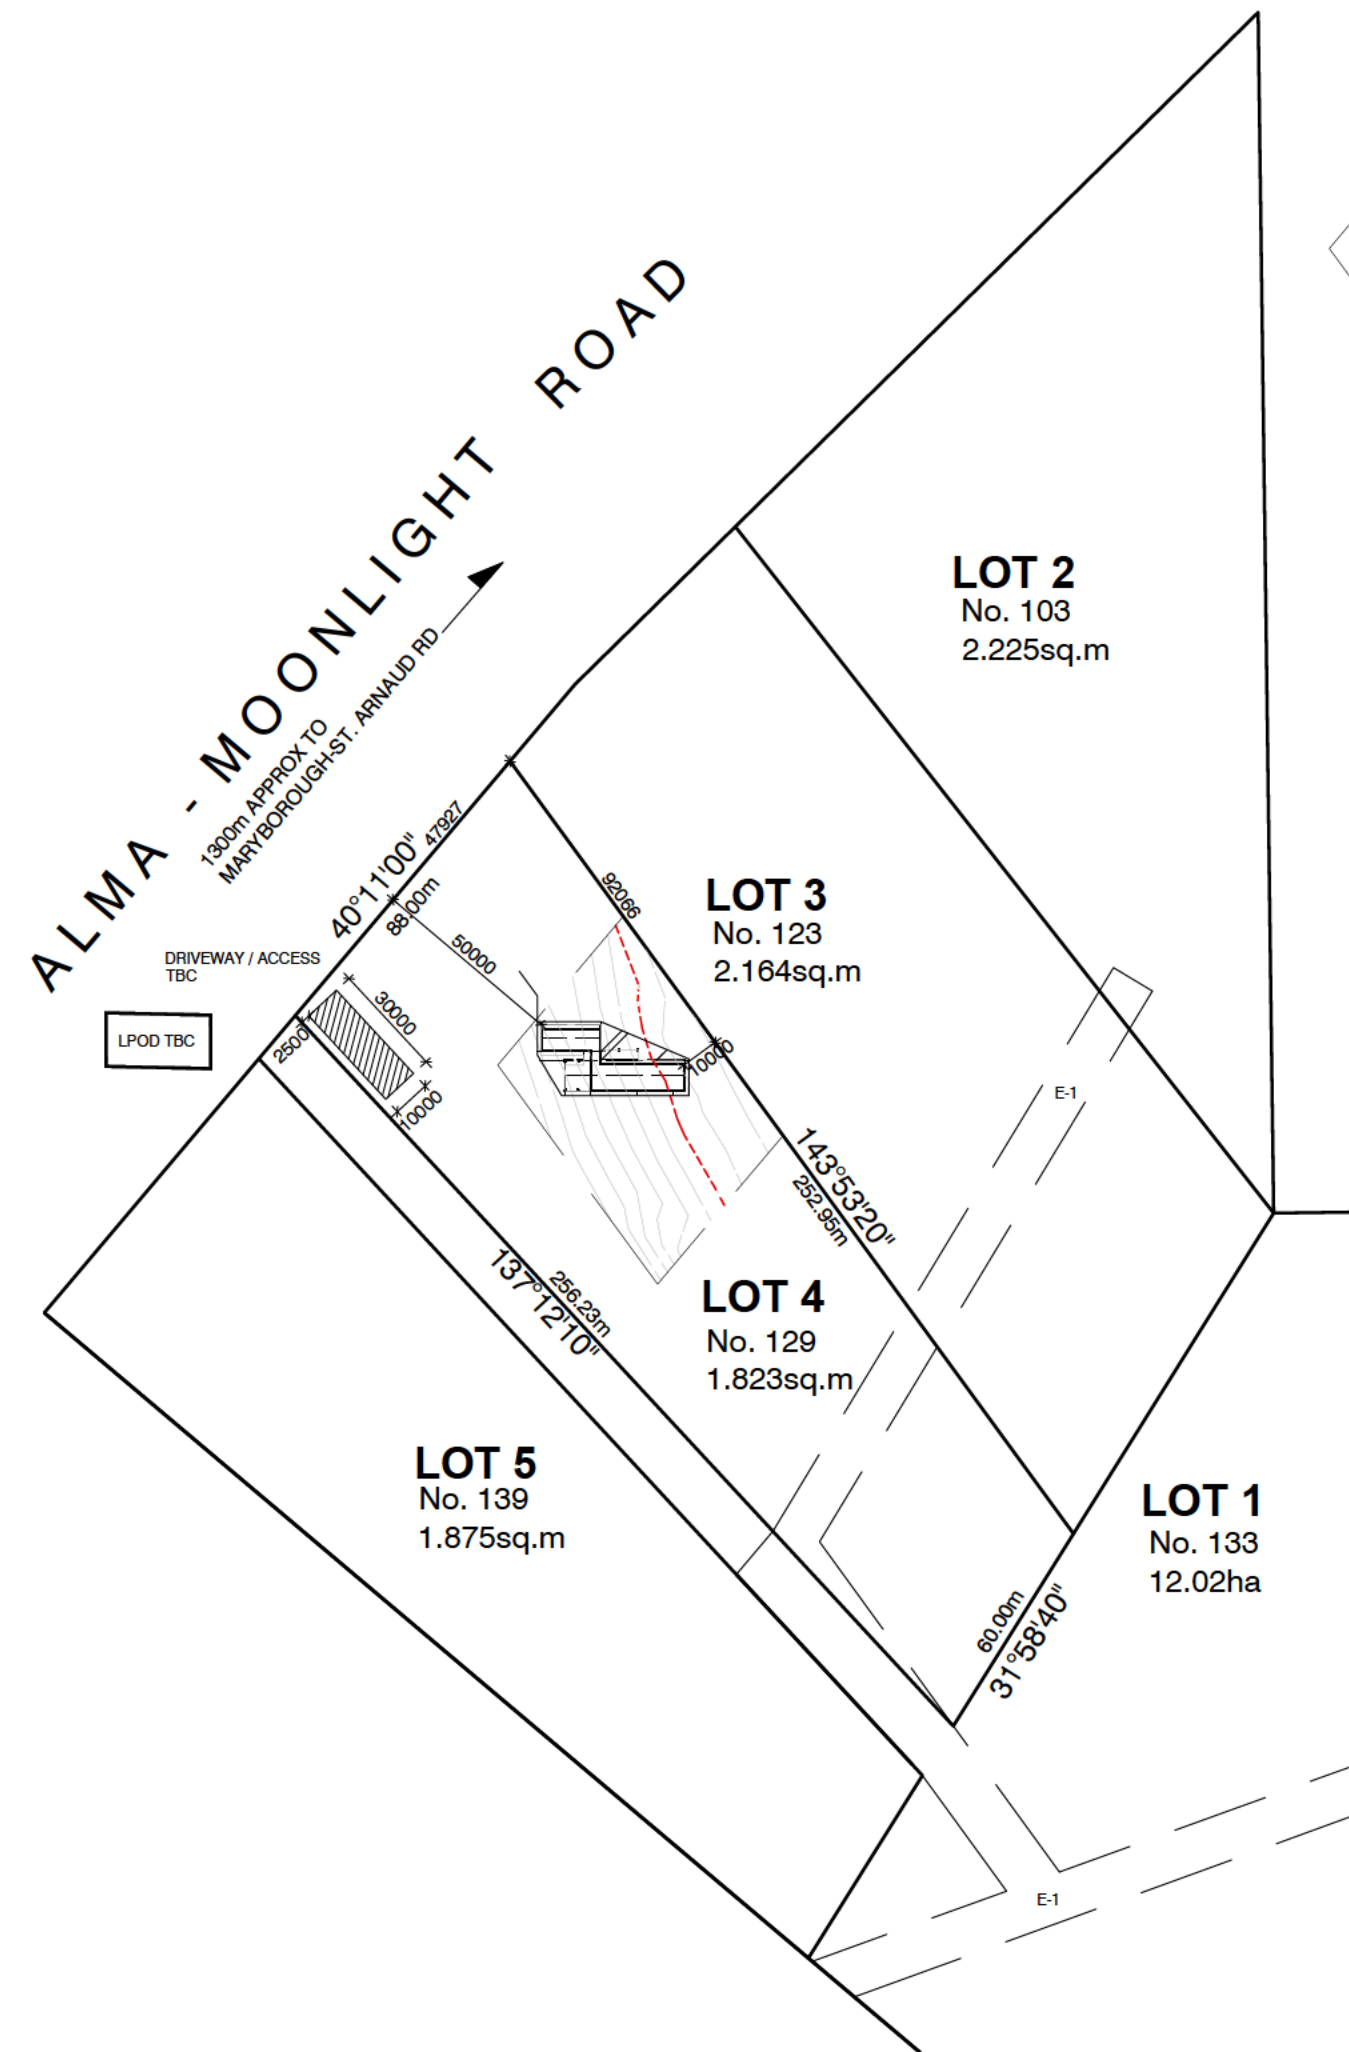 ALMA - MOONLIGHT ROAD
1300m APPROX TO
MARYBOROUGH-ST. ARNAUD RD
LOT 2
No. 103
2.225sq.m
40°11'00"
88.00m
47927
92066
LOT 3
No. 123
2.164sq.m
50000
DRIVEWAY / ACCESS
TBC
LPOD TBC
30000
2500
10000
10000
E-1
143°53'20"
252.95m
256.23m
137°12'10"
LOT 4
No. 129
1.823sq.m
LOT 5
No. 139
1.875sq.m
LOT 1
No. 133
12.02ha
60.00m
31°58'40"
E-1